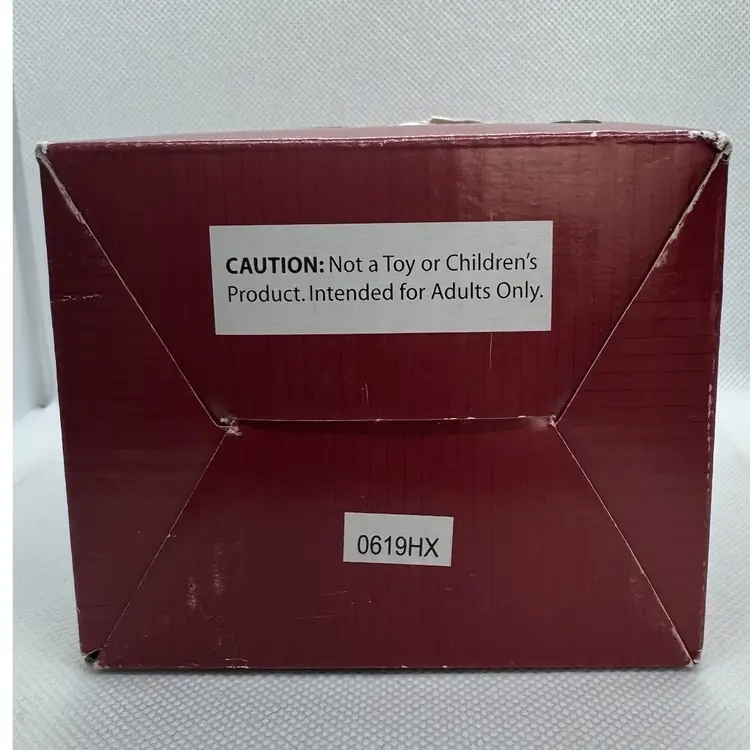 CAUTION: Not a Toy or Children's
Product. Intended for Adults Only.
0619HX